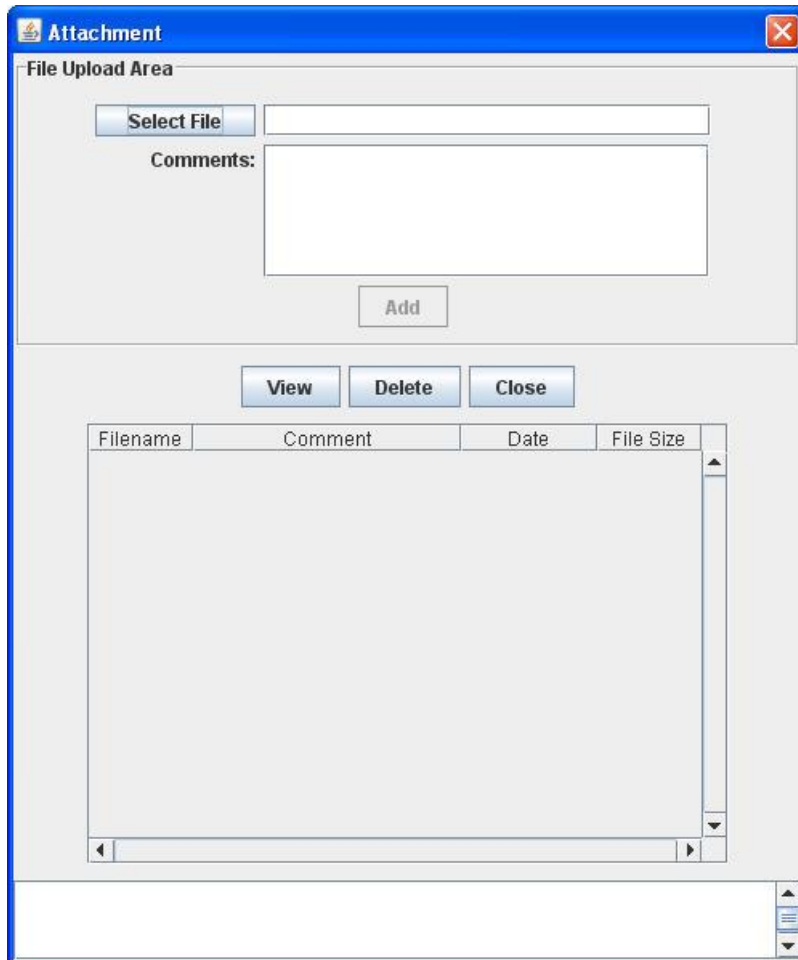 Attachment
File Upload Area
Select File
Comments:
Add
View Delete Close
Filename Comment Date File Size